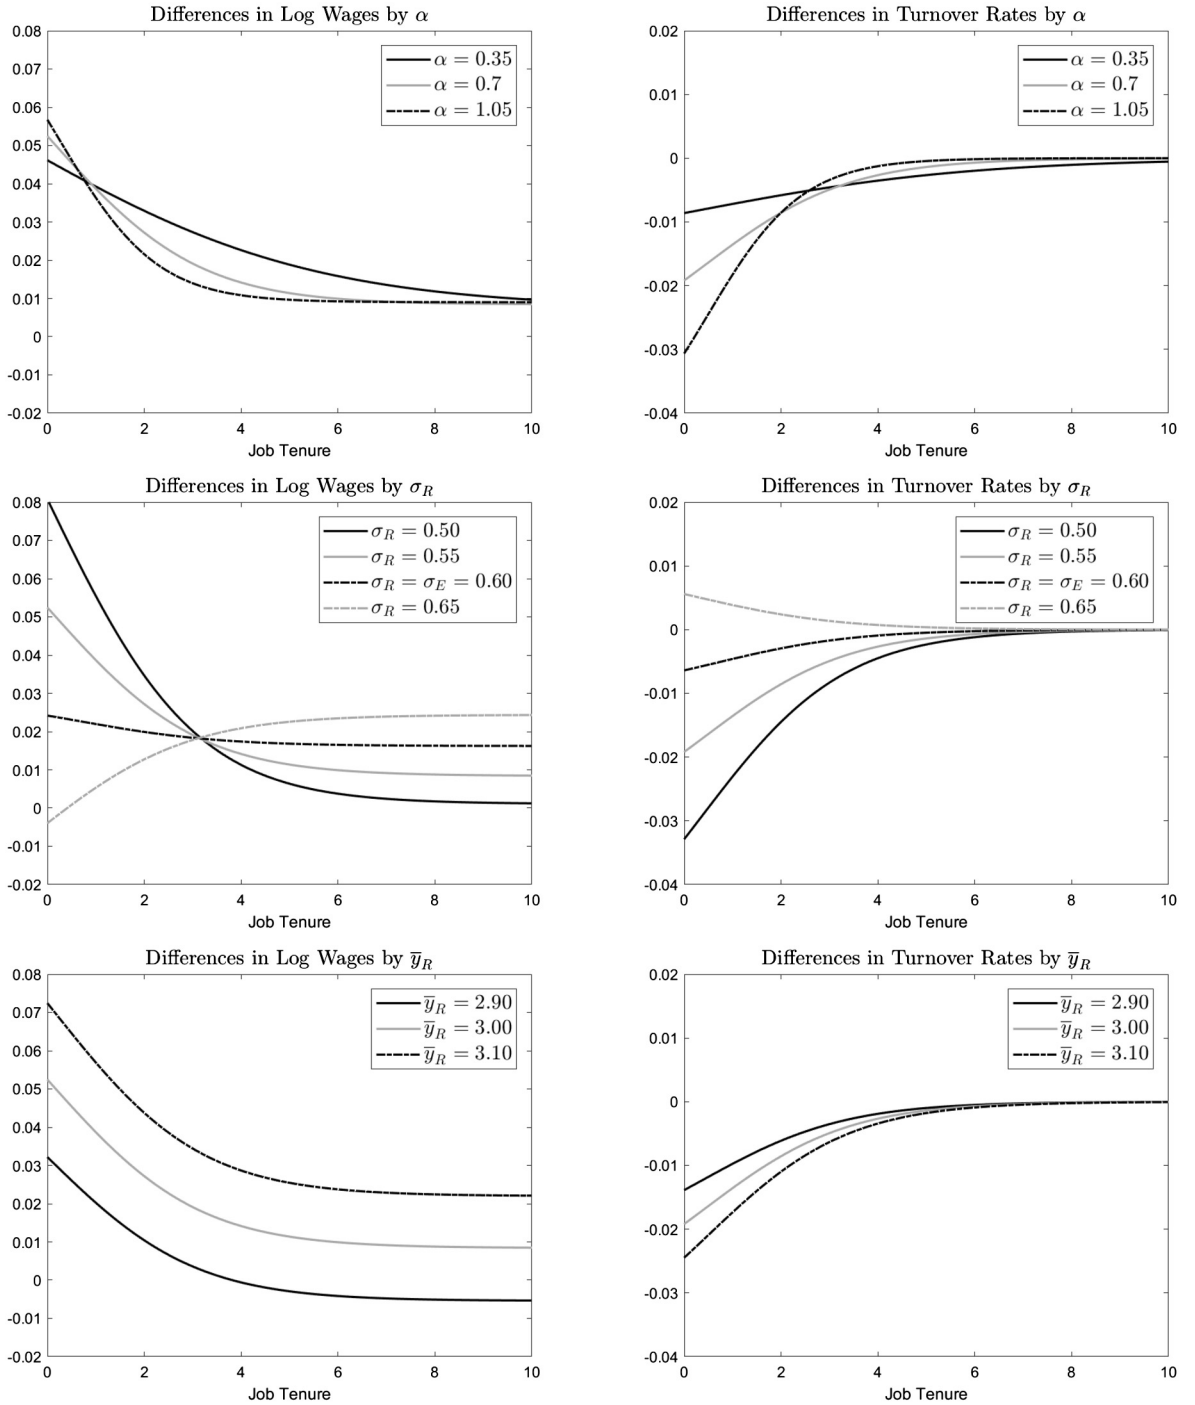 Differences in Log Wages by α
0.08
0.07
0.06
0.05
0.04
0.03
0.02
0.01
0
-0.01
-0.02
α = 0.35
α = 0.7
α = 1.05
0 2 4 6 8 10
Job Tenure
Differences in Turnover Rates by α
0.02
0.01
0
-0.01
-0.02
-0.03
-0.04
α = 0.35
α = 0.7
α = 1.05
0 2 4 6 8 10
Job Tenure
Differences in Log Wages by σ_R
0.08
0.07
0.06
0.05
0.04
0.03
0.02
0.01
0
-0.01
-0.02
σ_R = 0.50
σ_R = 0.55
σ_R = σ_E = 0.60
σ_R = 0.65
0 2 4 6 8 10
Job Tenure
Differences in Turnover Rates by σ_R
0.02
0.01
0
-0.01
-0.02
-0.03
-0.04
σ_R = 0.50
σ_R = 0.55
σ_R = σ_E = 0.60
σ_R = 0.65
0 2 4 6 8 10
Job Tenure
Differences in Log Wages by y̅_R
0.08
0.07
0.06
0.05
0.04
0.03
0.02
0.01
0
-0.01
-0.02
y̅_R = 2.90
y̅_R = 3.00
y̅_R = 3.10
0 2 4 6 8 10
Job Tenure
Differences in Turnover Rates by y̅_R
0.02
0.01
0
-0.01
-0.02
-0.03
-0.04
y̅_R = 2.90
y̅_R = 3.00
y̅_R = 3.10
0 2 4 6 8 10
Job Tenure